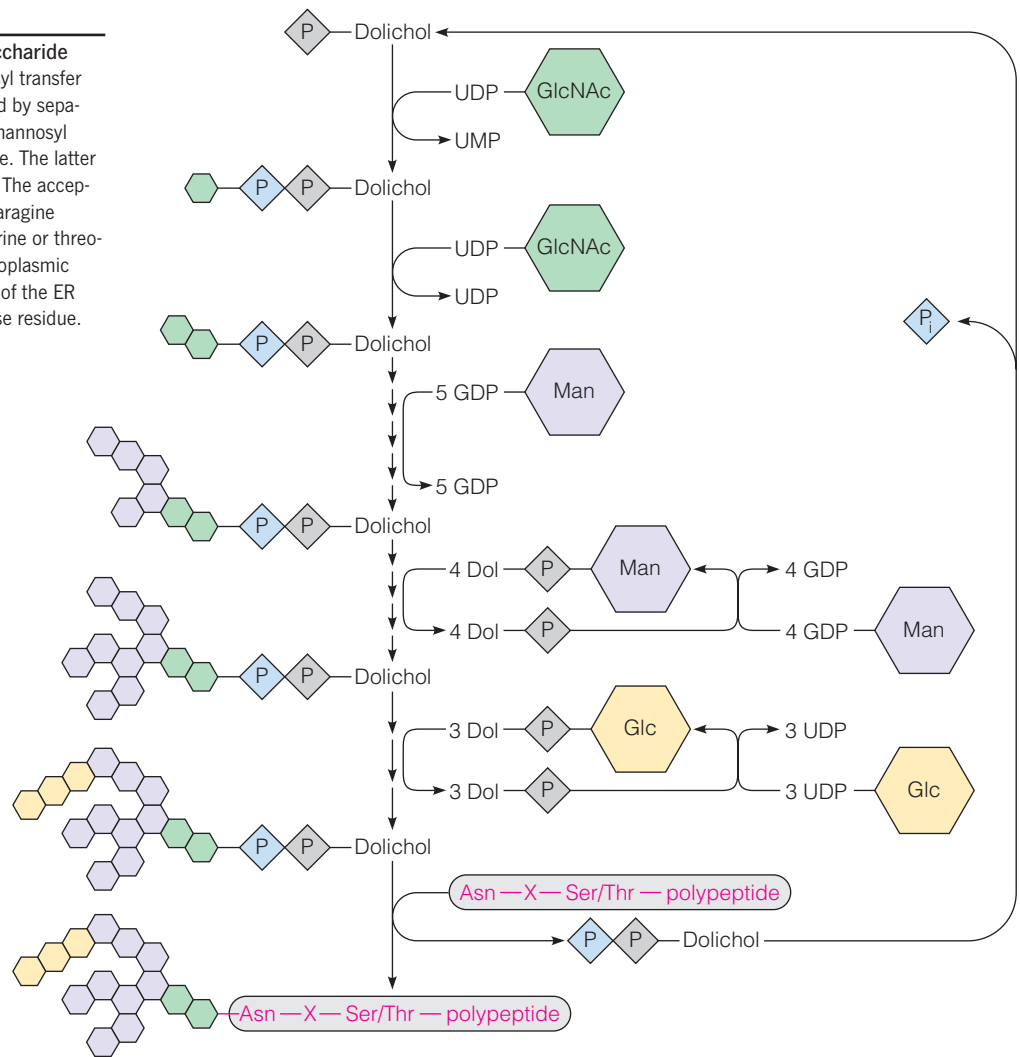 ccharide
syl transfer
d by sepa-
nannosyl
e. The latter
The accep-
aragine
rine or threo-
oplasmic
of the ER
se residue.
P Dolichol
UDP GlcNAc
UMP
P P Dolichol
UDP GlcNAc
UDP
P P Dolichol
Pi
5 GDP Man
5 GDP
P P Dolichol
4 Dol P Man 4 GDP
4 Dol P 4 GDP Man
P P Dolichol
3 Dol P Glc 3 UDP
3 Dol P 3 UDP Glc
P P Dolichol
Asn — X — Ser/Thr — polypeptide
P P Dolichol
Asn — X — Ser/Thr — polypeptide